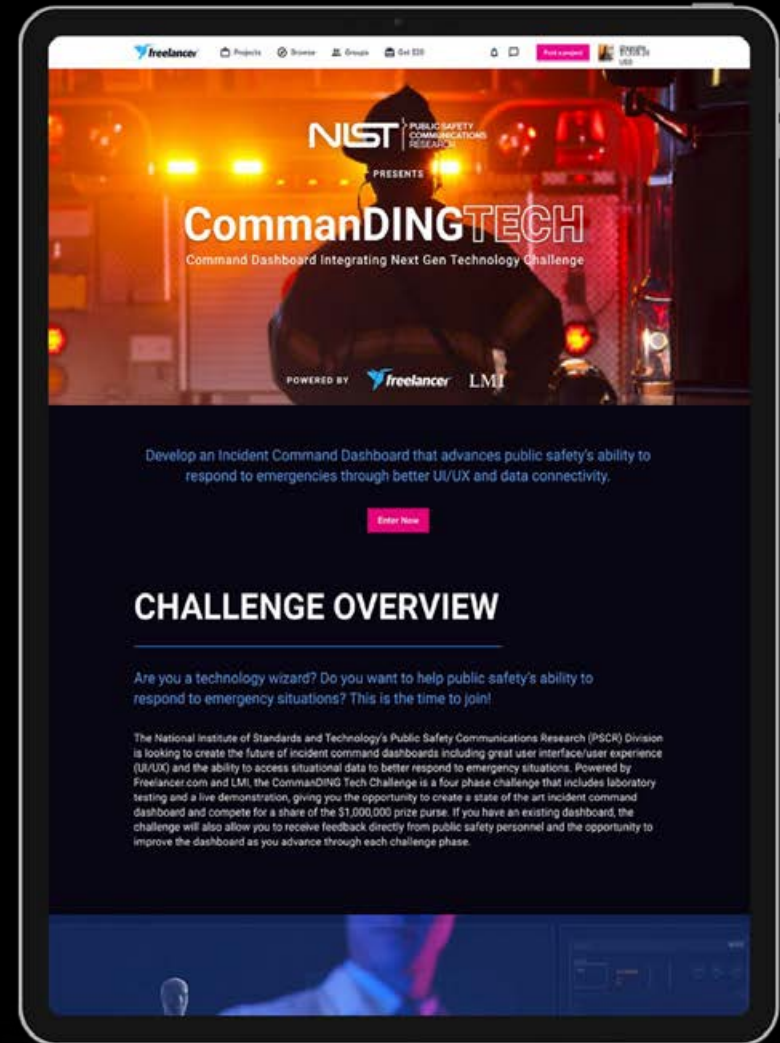 freelancer Projects Browse Groups Get $20 Post a project
USD
NIST PUBLIC SAFETY
COMMUNICATIONS
RESEARCH
PRESENTS
CommanDINGTECH
Command Dashboard Integrating Next Gen Technology Challenge
POWERED BY freelancer LMI
Develop an Incident Command Dashboard that advances public safety's ability to
respond to emergencies through better UI/UX and data connectivity.
Enter Now
CHALLENGE OVERVIEW
Are you a technology wizard? Do you want to help public safety's ability to
respond to emergency situations? This is the time to join!
The National Institute of Standards and Technology's Public Safety Communications Research (PSCR) Division
is looking to create the future of incident command dashboards including great user interface/user experience
(UI/UX) and the ability to access situational data to better respond to emergency situations. Powered by
Freelancer.com and LMI, the CommanDING Tech Challenge is a four phase challenge that includes laboratory
testing and a live demonstration, giving you the opportunity to create a state of the art incident command
dashboard and compete for a share of the $1,000,000 prize purse. If you have an existing dashboard, the
challenge will also allow you to receive feedback directly from public safety personnel and the opportunity to
improve the dashboard as you advance through each challenge phase.